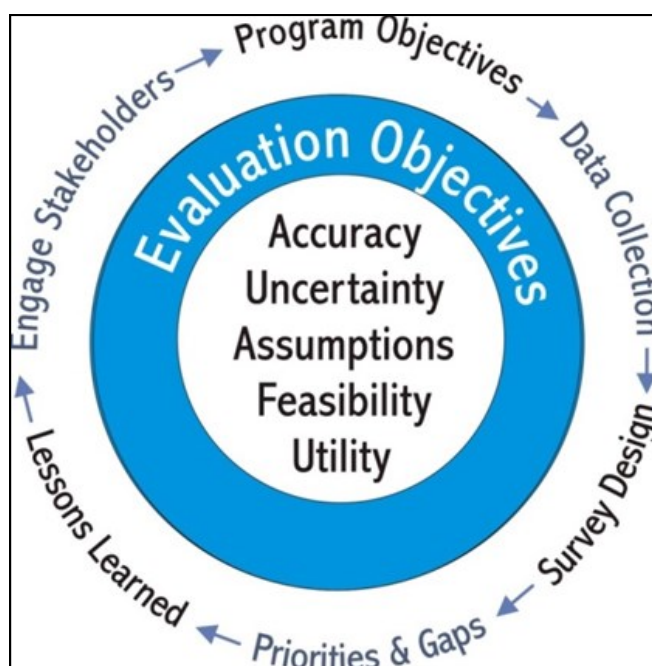 Program Objectives
Data Collection
Survey Design
Priorities & Gaps
Lessons Learned
Engage Stakeholders
Evaluation Objectives
Accuracy
Uncertainty
Assumptions
Feasibility
Utility